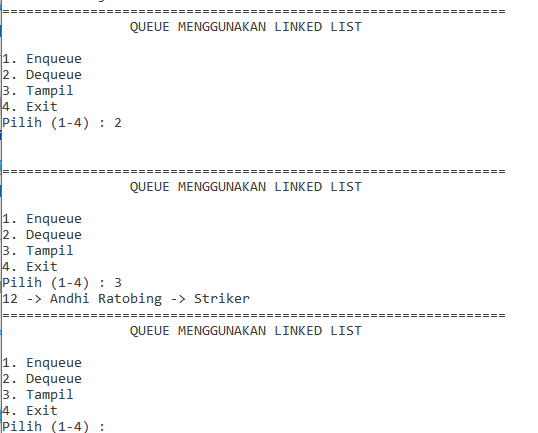 ===============================================================
QUEUE MENGGUNAKAN LINKED LIST
1. Enqueue
2. Dequeue
3. Tampil
4. Exit
Pilih (1-4) : 2
===============================================================
QUEUE MENGGUNAKAN LINKED LIST
1. Enqueue
2. Dequeue
3. Tampil
4. Exit
Pilih (1-4) : 3
12 -> Andhi Ratobing -> Striker
===============================================================
QUEUE MENGGUNAKAN LINKED LIST
1. Enqueue
2. Dequeue
3. Tampil
4. Exit
Pilih (1-4) :